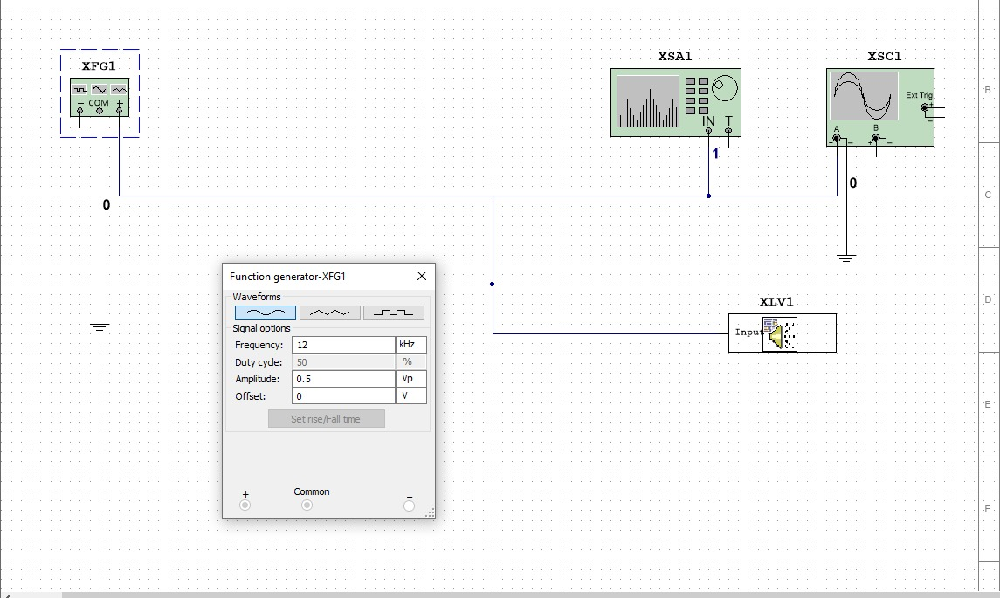 XFG1
COM
XSA1
IN T
1
XSC1
Ext Trig
A
B
0
0
Function generator-XFG1
Waveforms
Signal options
Frequency: 12 kHz
Duty cycle: 50 %
Amplitude: 0.5 Vp
Offset: 0 V
Set rise/Fall time
+ Common −
XLV1
Input
B
C
D
E
F